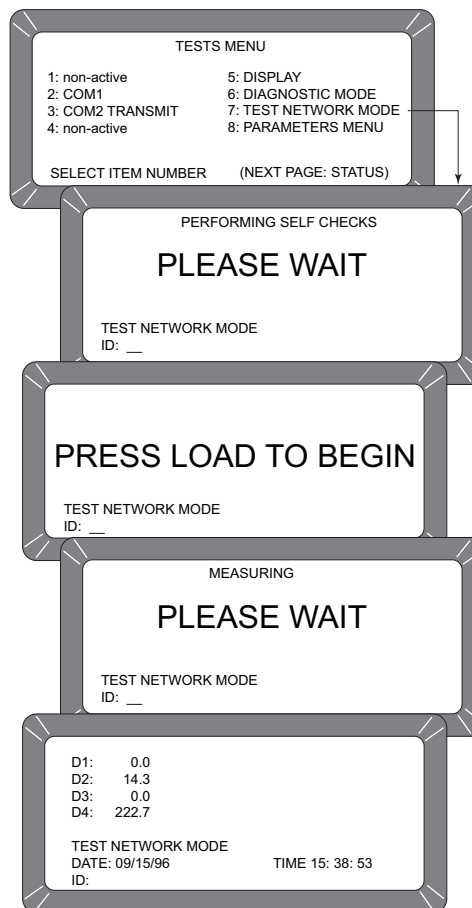 TESTS MENU
1: non-active
2: COM1
3: COM2 TRANSMIT
4: non-active
5: DISPLAY
6: DIAGNOSTIC MODE
7: TEST NETWORK MODE
8: PARAMETERS MENU
SELECT ITEM NUMBER (NEXT PAGE: STATUS)
PERFORMING SELF CHECKS
PLEASE WAIT
TEST NETWORK MODE
ID: __
PRESS LOAD TO BEGIN
TEST NETWORK MODE
ID: __
MEASURING
PLEASE WAIT
TEST NETWORK MODE
ID: __
D1: 0.0
D2: 14.3
D3: 0.0
D4: 222.7
TEST NETWORK MODE
DATE: 09/15/96 TIME 15: 38: 53
ID: